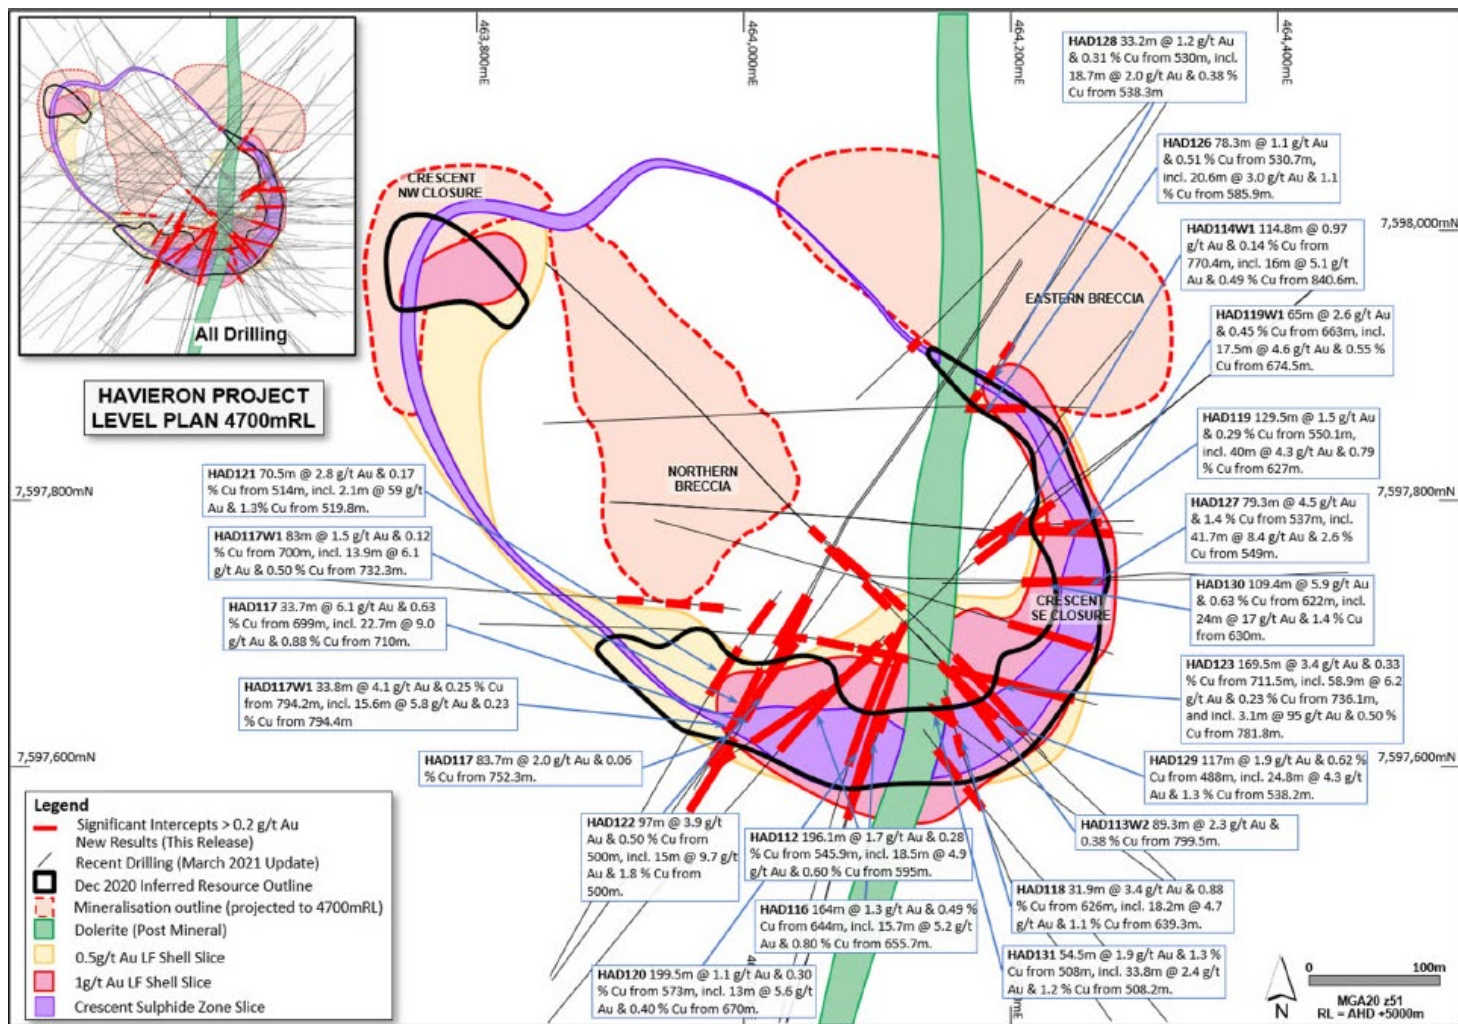 All Drilling
HAVIERON PROJECT
LEVEL PLAN 4700mRL
463,800mE
464,000mE
464,200mE
464,400mE
7,598,000mN
7,597,800mN
7,597,800mN
7,597,600mN
7,597,600mN
CRESCENT
NW CLOSURE
NORTHERN
BRECCIA
EASTERN BRECCIA
CRESCENT
SE CLOSURE
HAD128 33.2m @ 1.2 g/t Au
& 0.31 % Cu from 530m, incl.
18.7m @ 2.0 g/t Au & 0.38 %
Cu from 538.3m
HAD126 78.3m @ 1.1 g/t Au
& 0.51 % Cu from 530.7m,
incl. 20.6m @ 3.0 g/t Au & 1.1
% Cu from 585.9m.
HAD114W1 114.8m @ 0.97
g/t Au & 0.14 % Cu from
770.4m, incl. 16m @ 5.1 g/t
Au & 0.49 % Cu from 840.6m.
HAD119W1 65m @ 2.6 g/t Au
& 0.45 % Cu from 663m, incl.
17.5m @ 4.6 g/t Au & 0.55 %
Cu from 674.5m.
HAD119 129.5m @ 1.5 g/t Au
& 0.29 % Cu from 550.1m,
incl. 40m @ 4.3 g/t Au & 0.79
% Cu from 627m.
HAD127 79.3m @ 4.5 g/t Au
& 1.4 % Cu from 537m, incl.
41.7m @ 8.4 g/t Au & 2.6 %
Cu from 549m.
HAD130 109.4m @ 5.9 g/t Au
& 0.63 % Cu from 622m, incl.
24m @ 17 g/t Au & 1.4 % Cu
from 630m.
HAD123 169.5m @ 3.4 g/t Au & 0.33
% Cu from 711.5m, incl. 58.9m @ 6.2
g/t Au & 0.23 % Cu from 736.1m,
and incl. 3.1m @ 95 g/t Au & 0.50 %
Cu from 781.8m.
HAD129 117m @ 1.9 g/t Au & 0.62 %
Cu from 488m, incl. 24.8m @ 4.3 g/t
Au & 1.3 % Cu from 538.2m.
HAD113W2 89.3m @ 2.3 g/t Au &
0.38 % Cu from 799.5m.
HAD118 31.9m @ 3.4 g/t Au & 0.88
% Cu from 626m, incl. 18.2m @ 4.7
g/t Au & 1.1 % Cu from 639.3m.
HAD131 54.5m @ 1.9 g/t Au & 1.3 %
Cu from 508m, incl. 33.8m @ 2.4 g/t
Au & 1.2 % Cu from 508.2m.
HAD121 70.5m @ 2.8 g/t Au & 0.17
% Cu from 514m, incl. 2.1m @ 59 g/t
Au & 1.3% Cu from 519.8m.
HAD117W1 83m @ 1.5 g/t Au & 0.12
% Cu from 700m, incl. 13.9m @ 6.1
g/t Au & 0.50 % Cu from 732.3m.
HAD117 33.7m @ 6.1 g/t Au & 0.63
% Cu from 699m, incl. 22.7m @ 9.0
g/t Au & 0.88 % Cu from 710m.
HAD117W1 33.8m @ 4.1 g/t Au & 0.25 % Cu
from 794.2m, incl. 15.6m @ 5.8 g/t Au & 0.23
% Cu from 794.4m
HAD117 83.7m @ 2.0 g/t Au & 0.06
% Cu from 752.3m.
HAD122 97m @ 3.9 g/t
Au & 0.50 % Cu from
500m, incl. 15m @ 9.7 g/t
Au & 1.8 % Cu from
500m.
HAD112 196.1m @ 1.7 g/t Au & 0.28
% Cu from 545.9m, incl. 18.5m @ 4.9
g/t Au & 0.60 % Cu from 595m.
HAD116 164m @ 1.3 g/t Au & 0.49 %
Cu from 644m, incl. 15.7m @ 5.2 g/t
Au & 0.80 % Cu from 655.7m.
HAD120 199.5m @ 1.1 g/t Au & 0.30
% Cu from 573m, incl. 13m @ 5.6 g/t
Au & 0.40 % Cu from 670m.
Legend
Significant Intercepts > 0.2 g/t Au
New Results (This Release)
Recent Drilling (March 2021 Update)
Dec 2020 Inferred Resource Outline
Mineralisation outline (projected to 4700mRL)
Dolerite (Post Mineral)
0.5g/t Au LF Shell Slice
1g/t Au LF Shell Slice
Crescent Sulphide Zone Slice
N
0 100m
MGA20 z51
RL = AHD +5000m